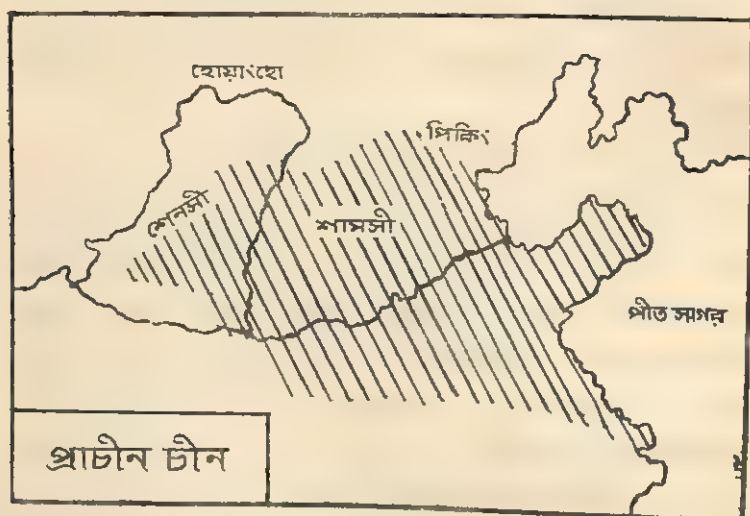 হোয়াংহো
পিকিং
শেনসী
শানসী
পীত সাগর
প্রাচীন চীন